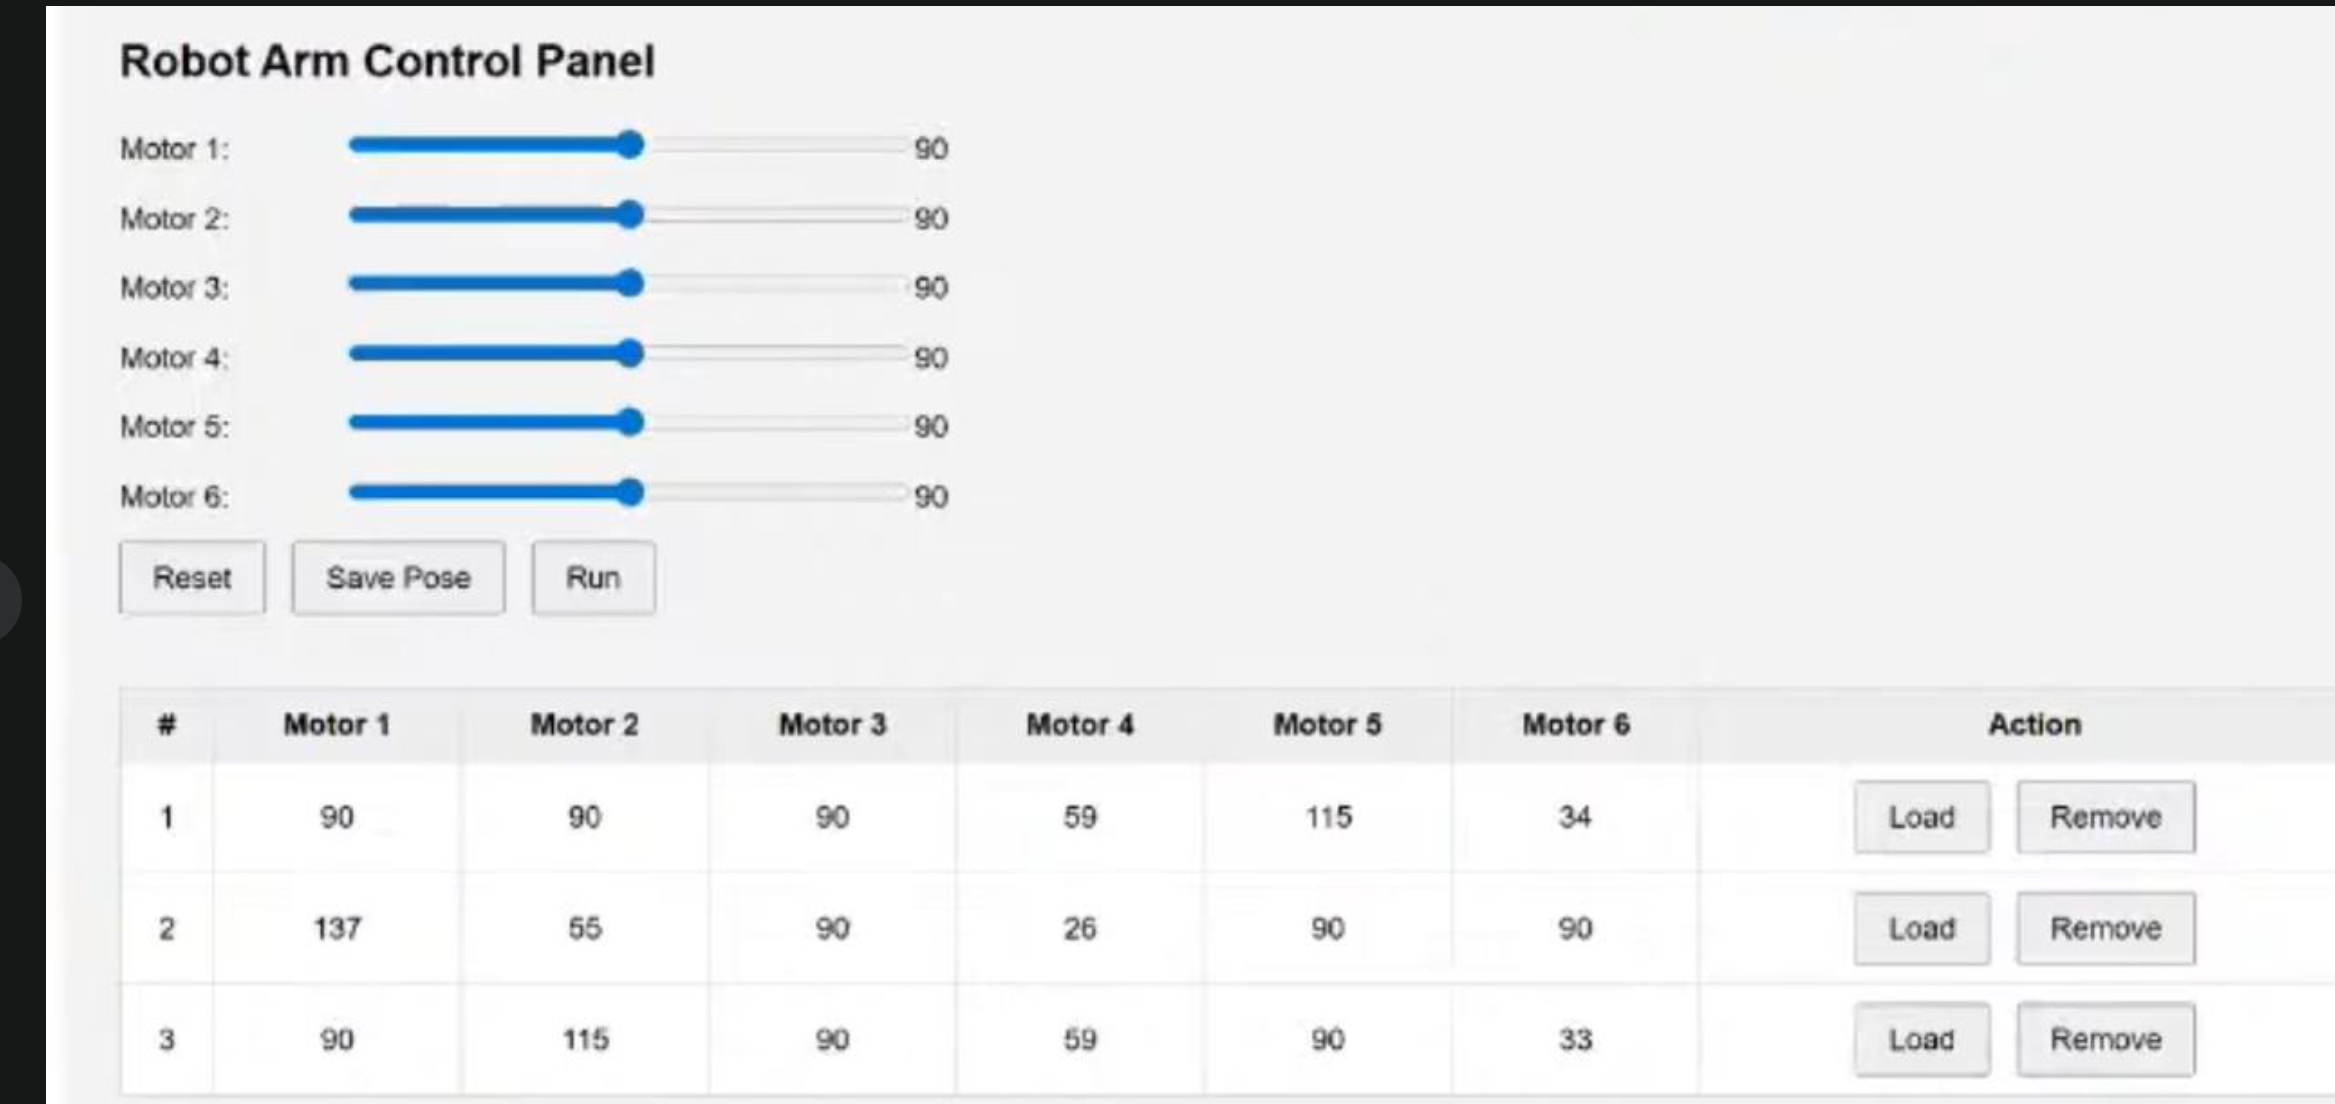 Robot Arm Control Panel
Motor 1: 90
Motor 2: 90
Motor 3: 90
Motor 4: 90
Motor 5: 90
Motor 6: 90
Reset Save Pose Run
# Motor 1 Motor 2 Motor 3 Motor 4 Motor 5 Motor 6 Action
1 90 90 90 59 115 34 Load Remove
2 137 55 90 26 90 90 Load Remove
3 90 115 90 59 90 33 Load Remove